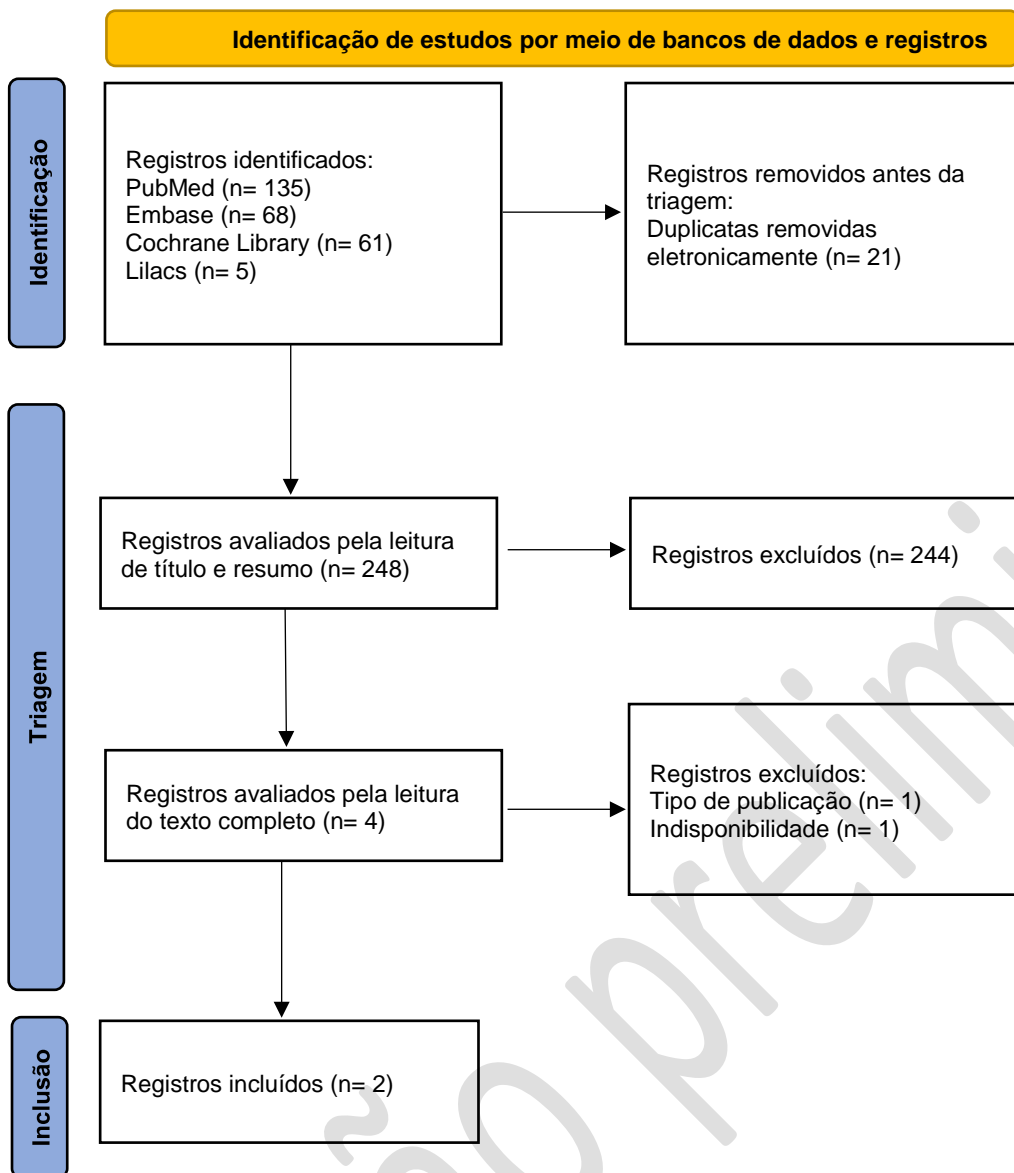 Identificação de estudos por meio de bancos de dados e registros
Identificação
Registros identificados:
PubMed (n= 135)
Embase (n= 68)
Cochrane Library (n= 61)
Lilacs (n= 5)
Registros removidos antes da
triagem:
Duplicatas removidas
eletronicamente (n= 21)
Triagem
Registros avaliados pela leitura
de título e resumo (n= 248)
Registros excluídos (n= 244)
Registros avaliados pela leitura
do texto completo (n= 4)
Registros excluídos:
Tipo de publicação (n= 1)
Indisponibilidade (n= 1)
Inclusão
Registros incluídos (n= 2)
ão prelimi